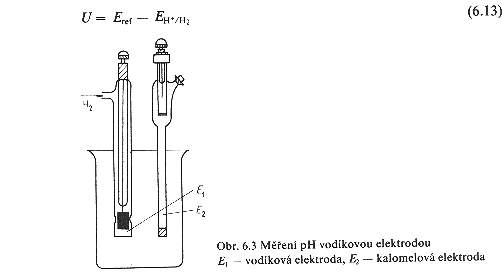 U = E_ref − E_H⁺/H₂ (6.13)
H₂
E₁
E₂
Obr. 6.3 Měření pH vodíkovou elektrodou
E₁ — vodíková elektroda, E₂ — kalomelová elektroda